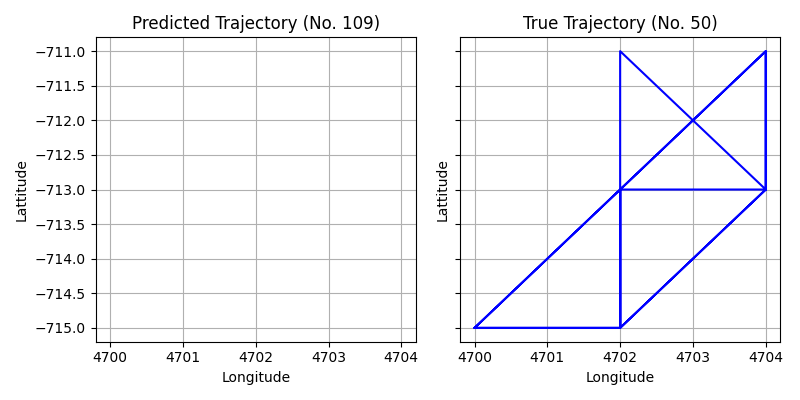 Predicted Trajectory (No. 109)
True Trajectory (No. 50)
−711.0
−711.5
−712.0
−712.5
−713.0
−713.5
−714.0
−714.5
−715.0
Lattitude
Lattitude
4700 4701 4702 4703 4704
4700 4701 4702 4703 4704
Longitude
Longitude